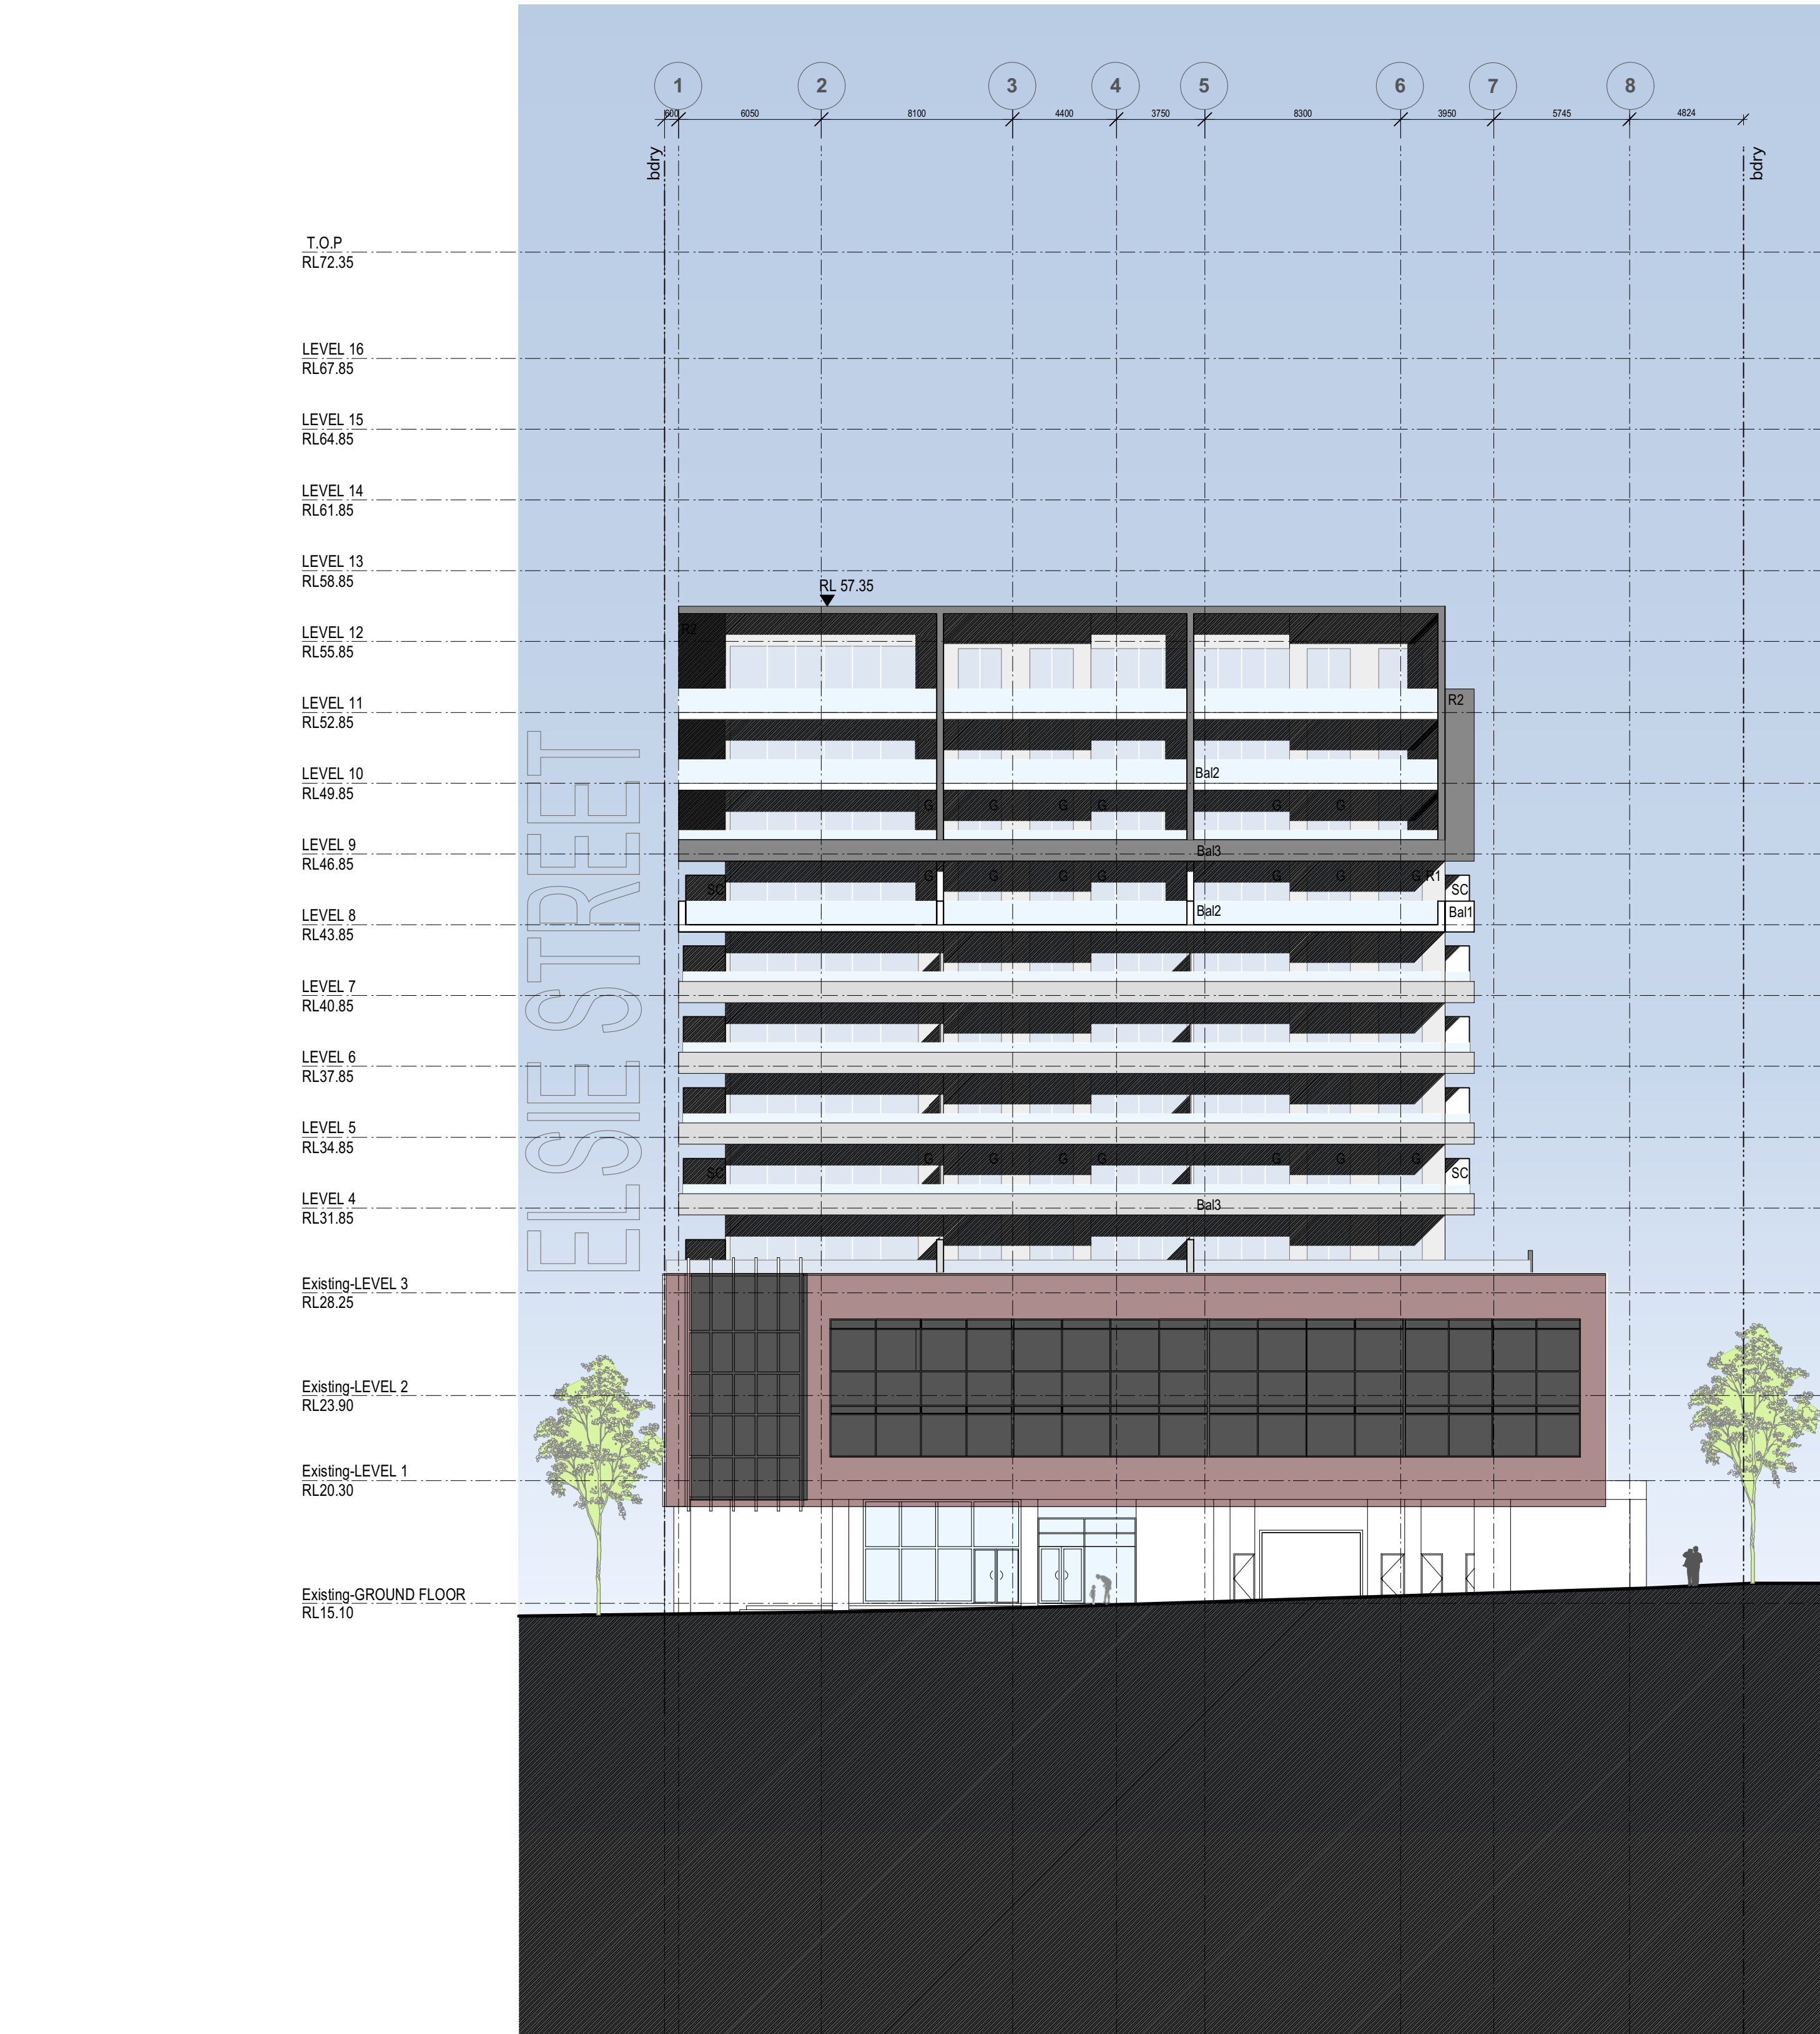 1 2 3 4 5 6 7 8
600 6050 8100 4400 3750 8300 3950 5745 4824
bdry
bdry
T.O.P
RL72.35
LEVEL 16
RL67.85
LEVEL 15
RL64.85
LEVEL 14
RL61.85
LEVEL 13
RL58.85
RL 57.35
LEVEL 12
R2
RL55.85
LEVEL 11
R2
RL52.85
LEVEL 10
Bal2
RL49.85
G G G G G G
LEVEL 9
Bal3
RL46.85
G G G G G G G R1
SC SC
LEVEL 8
Bal2 Bal1
RL43.85
LEVEL 7
RL40.85
LEVEL 6
RL37.85
LEVEL 5
RL34.85
G G G G G G G
SC SC
LEVEL 4
Bal3
RL31.85
ELSIE STREET
Existing-LEVEL 3
RL28.25
Existing-LEVEL 2
RL23.90
Existing-LEVEL 1
RL20.30
Existing-GROUND FLOOR
RL15.10